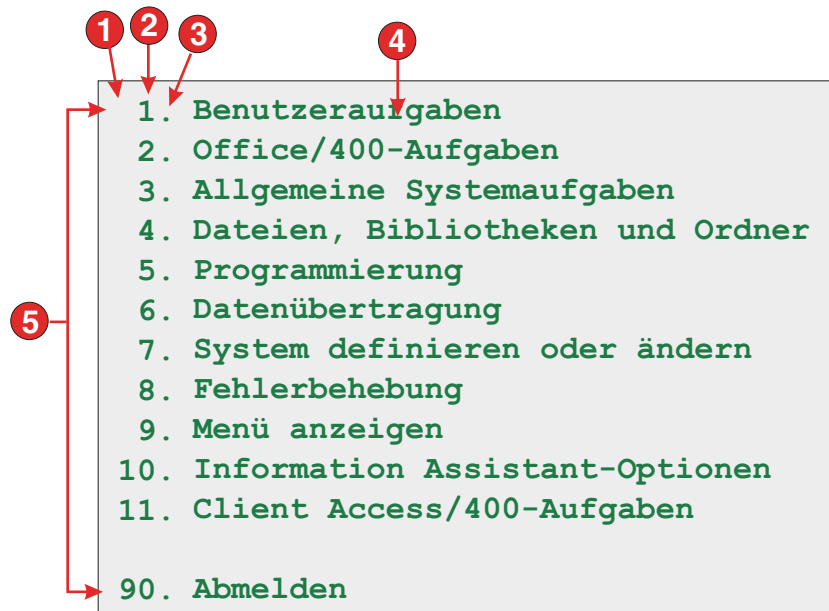 1 2 3 4
1. Benutzeraufgaben
2. Office/400-Aufgaben
3. Allgemeine Systemaufgaben
4. Dateien, Bibliotheken und Ordner
5. Programmierung
5
6. Datenübertragung
7. System definieren oder ändern
8. Fehlerbehebung
9. Menü anzeigen
10. Information Assistant-Optionen
11. Client Access/400-Aufgaben
90. Abmelden